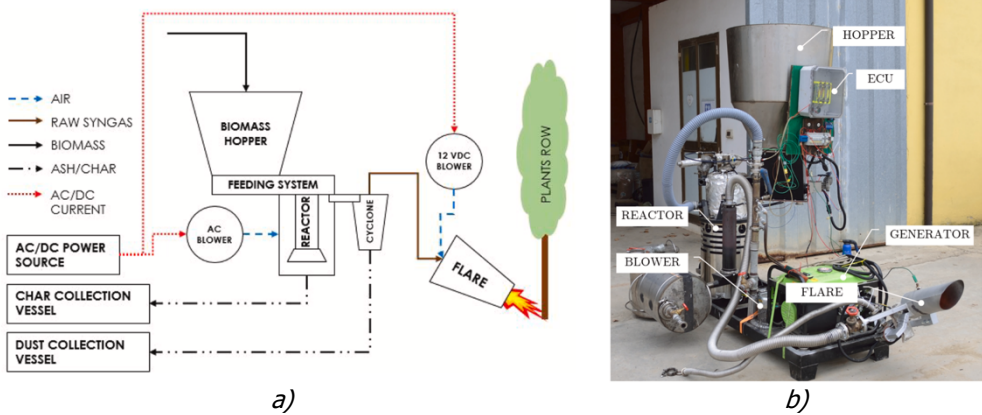 AIR
RAW SYNGAS
BIOMASS
ASH/CHAR
AC/DC
CURRENT
AC/DC POWER
SOURCE
CHAR COLLECTION
VESSEL
DUST COLLECTION
VESSEL
BIOMASS
HOPPER
FEEDING SYSTEM
REACTOR
CYCLONE
AC
BLOWER
12 VDC
BLOWER
FLARE
PLANTS ROW
a)
HOPPER
ECU
REACTOR
GENERATOR
BLOWER
FLARE
b)